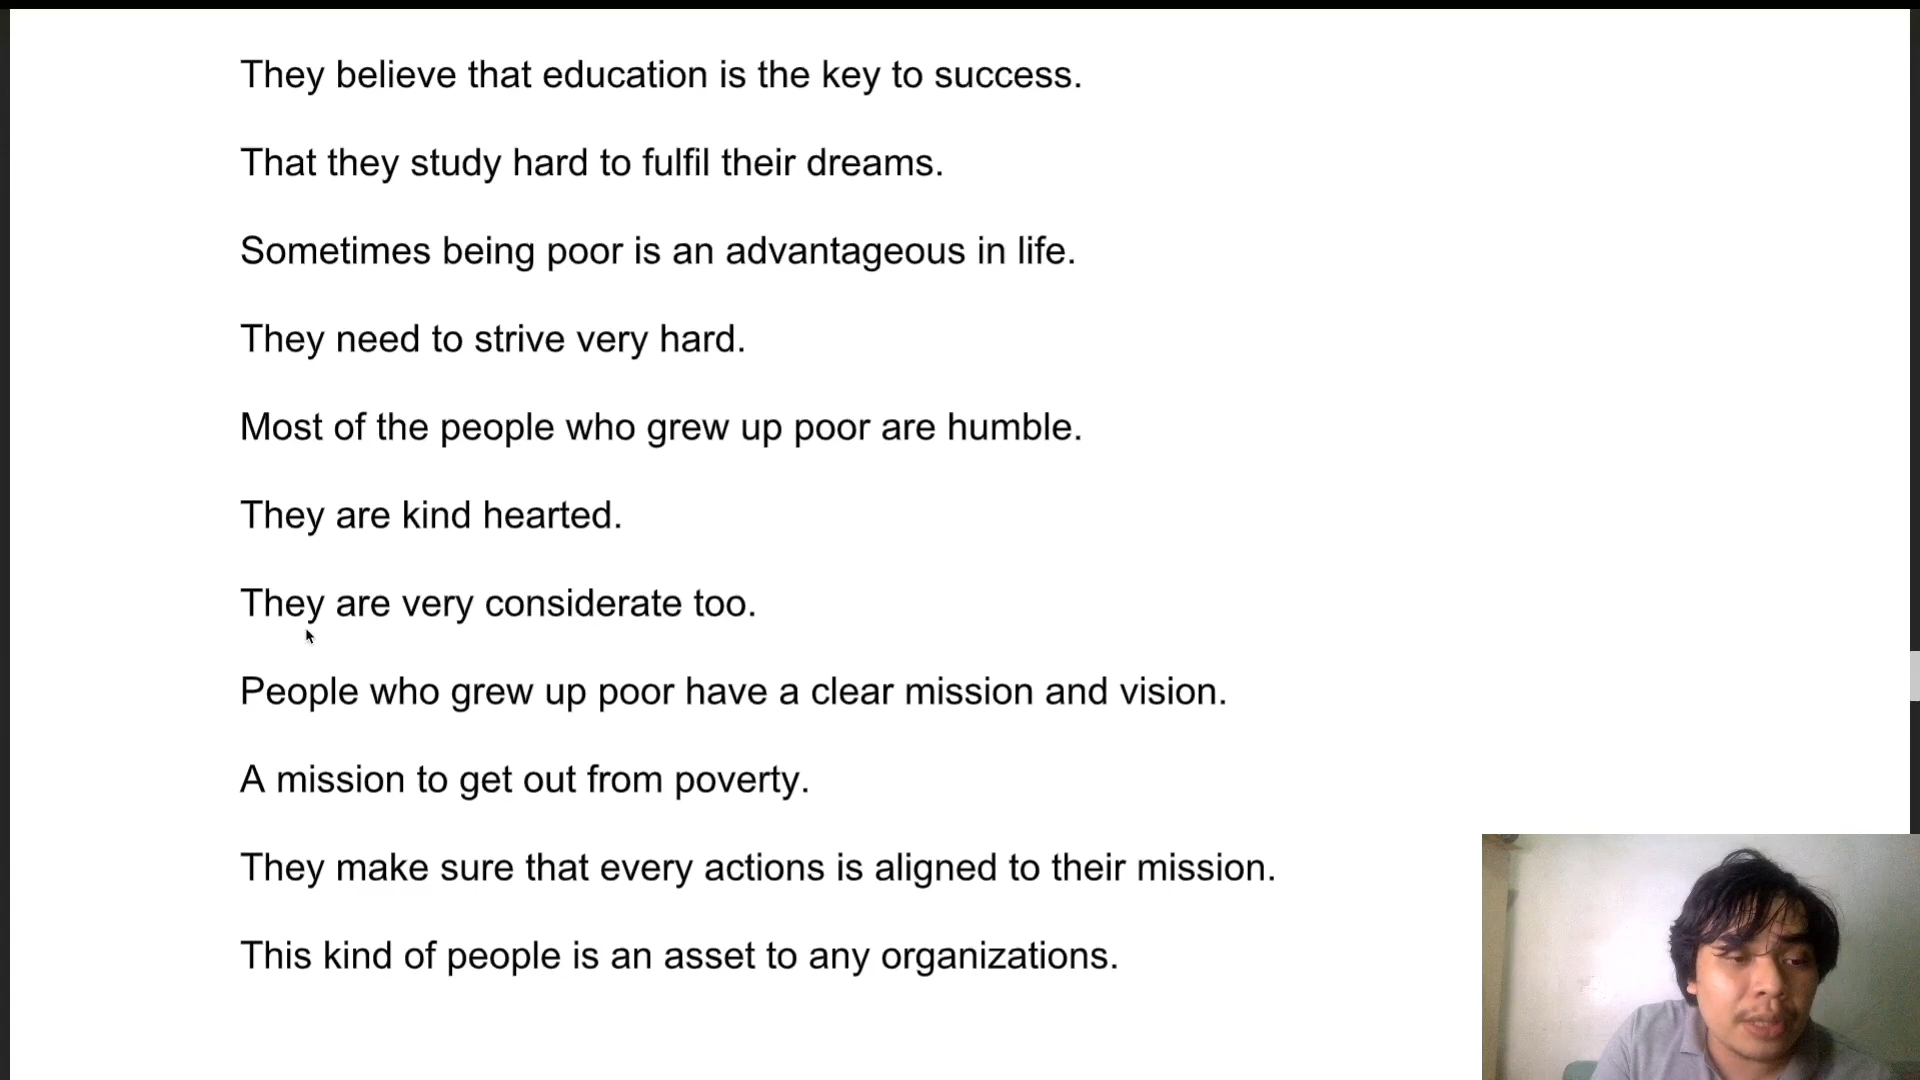 They believe that education is the key to success.
That they study hard to fulfil their dreams.
Sometimes being poor is an advantageous in life.
They need to strive very hard.
Most of the people who grew up poor are humble.
They are kind hearted.
They are very considerate too.
People who grew up poor have a clear mission and vision.
A mission to get out from poverty.
They make sure that every actions is aligned to their mission.
This kind of people is an asset to any organizations.